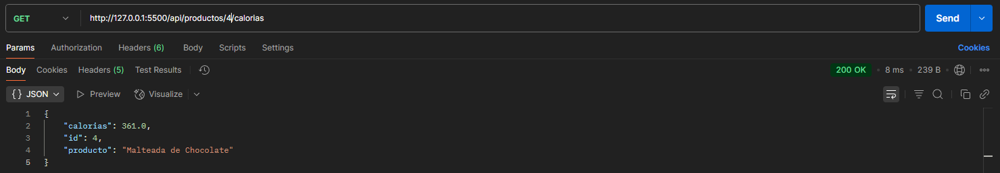 GET http://127.0.0.1:5500/api/productos/4/calorias Send
Params Authorization Headers (6) Body Scripts Settings Cookies
Body Cookies Headers (5) Test Results 200 OK • 8 ms • 239 B
{} JSON Preview Visualize
1 {
2 "calorias": 361.0,
3 "id": 4,
4 "producto": "Malteada de Chocolate"
5 }